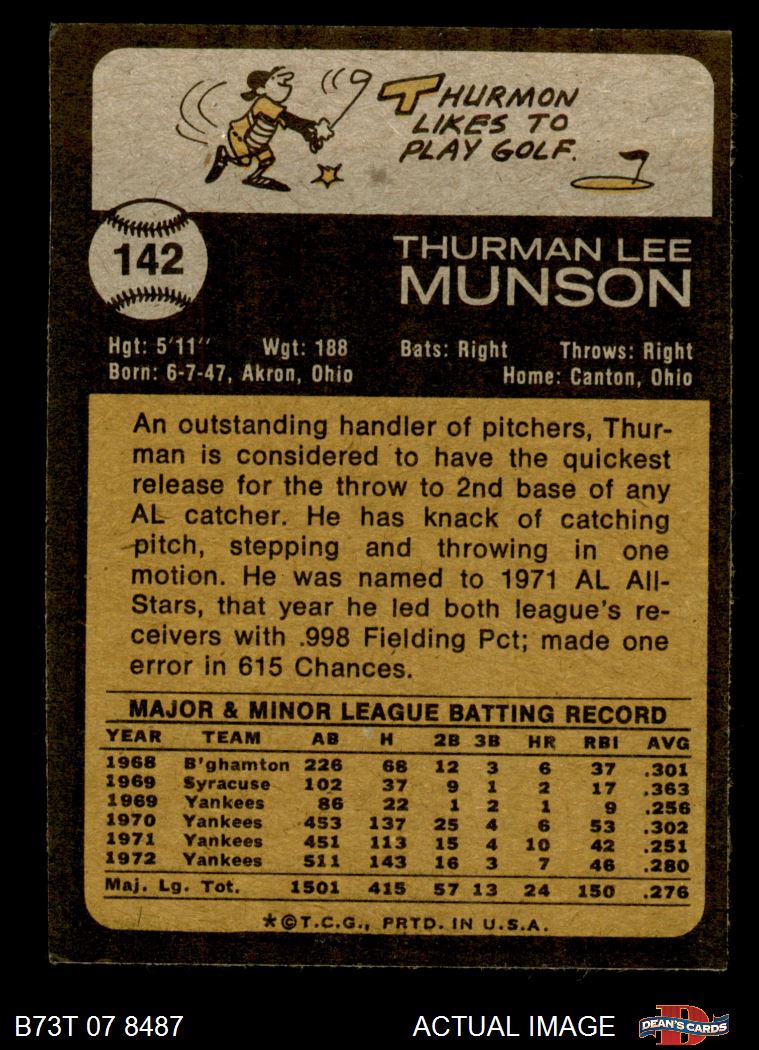 THURMON
LIKES TO
PLAY GOLF.
142
THURMAN LEE
MUNSON
Hgt: 5'11" Wgt: 188 Bats: Right Throws: Right
Born: 6-7-47, Akron, Ohio Home: Canton, Ohio
An outstanding handler of pitchers, Thur-
man is considered to have the quickest
release for the throw to 2nd base of any
AL catcher. He has knack of catching
pitch, stepping and throwing in one
motion. He was named to 1971 AL All-
Stars, that year he led both league's re-
ceivers with .998 Fielding Pct; made one
error in 615 Chances.
MAJOR & MINOR LEAGUE BATTING RECORD
YEAR TEAM AB H 2B 3B HR RBI AVG
1968 B'ghamton 226 68 12 3 6 37 .301
1969 Syracuse 102 37 9 1 2 17 .363
1969 Yankees 86 22 1 2 1 9 .256
1970 Yankees 453 137 25 4 6 53 .302
1971 Yankees 451 113 15 4 10 42 .251
1972 Yankees 511 143 16 3 7 46 .280
Maj. Lg. Tot. 1501 415 57 13 24 150 .276
*©T.C.G., PRTD. IN U.S.A.
B73T 07 8487 ACTUAL IMAGE D DEAN'S CARDS